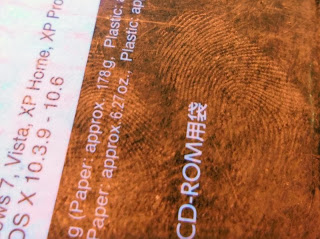 ws 7, Vista, XP Home, XP Pro
OS X 10.3.9 - 10.6
g (Paper: approx. 178g, Plastic: a
Paper: approx 6.27oz., Plastic: ap
CD-ROM用袋